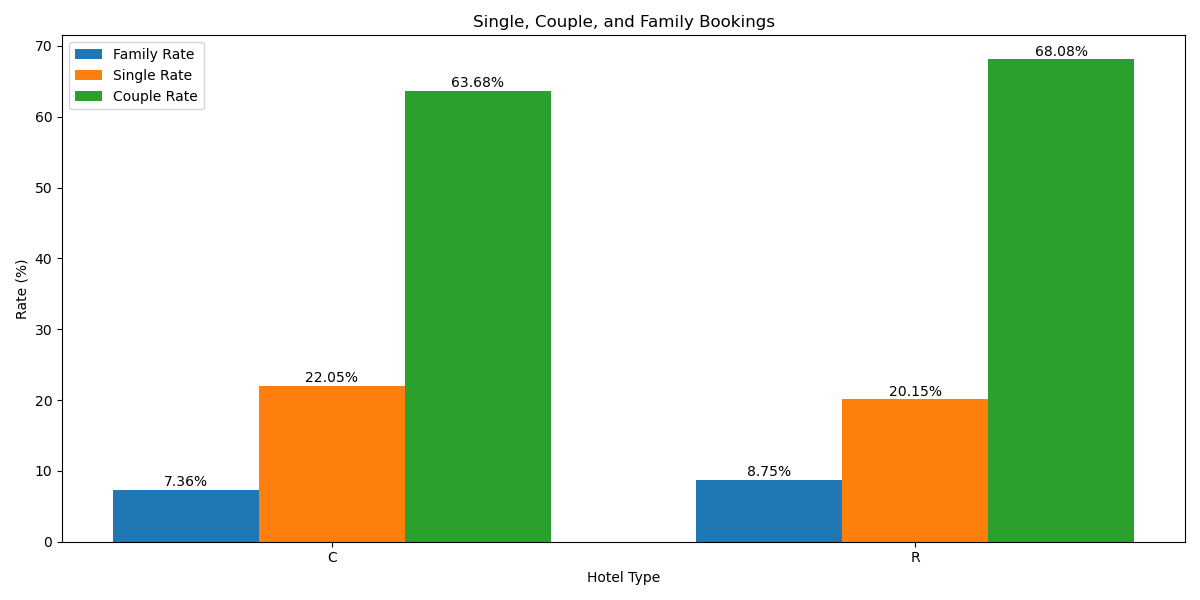 Single, Couple, and Family Bookings
Family Rate
Single Rate
Couple Rate
Rate (%)
70
60
50
40
30
20
10
0
7.36%
22.05%
63.68%
8.75%
20.15%
68.08%
C
R
Hotel Type